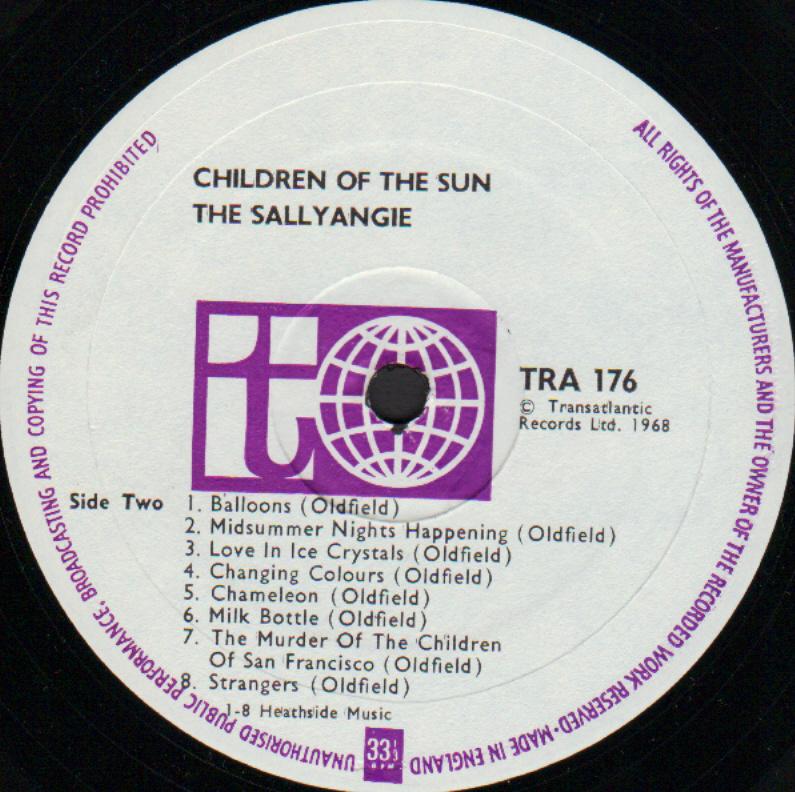 CHILDREN OF THE SUN
THE SALLYANGIE
it
TRA 176
© Transatlantic
Records Ltd. 1968
Side Two
1. Balloons (Oldfield)
2. Midsummer Nights Happening (Oldfield)
3. Love In Ice Crystals (Oldfield)
4. Changing Colours (Oldfield)
5. Chameleon (Oldfield)
6. Milk Bottle (Oldfield)
7. The Murder Of The Children
Of San Francisco (Oldfield)
8. Strangers (Oldfield)
1-8 Heathside Music
33⅓
RPM
ALL RIGHTS OF THE MANUFACTURERS AND THE OWNER OF THE RECORDED WORK RESERVED·MADE IN ENGLAND
UNAUTHORISED PUBLIC PERFORMANCE, BROADCASTING AND COPYING OF THIS RECORD PROHIBITED